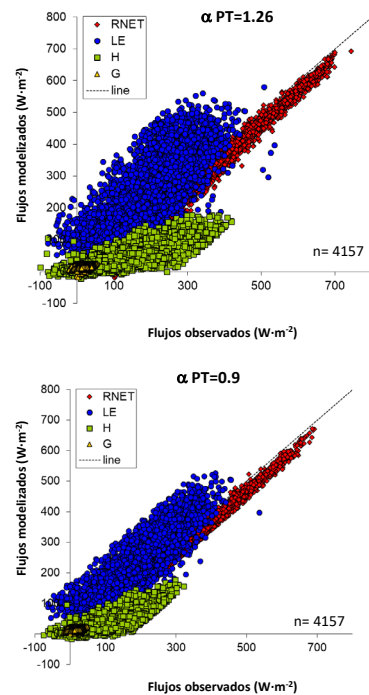 α PT=1.26
Flujos modelizados (W·m-2)
800
700
600
500
400
300
200
100
-100
RNET
LE
H
G
line
n= 4157
-100
100
300
500
700
Flujos observados (W·m-2)
α PT=0.9
Flujos modelizados (W·m-2)
800
700
600
500
400
300
200
100
-100
RNET
LE
H
G
line
n= 4157
-100
100
300
500
700
Flujos observados (W·m-2)